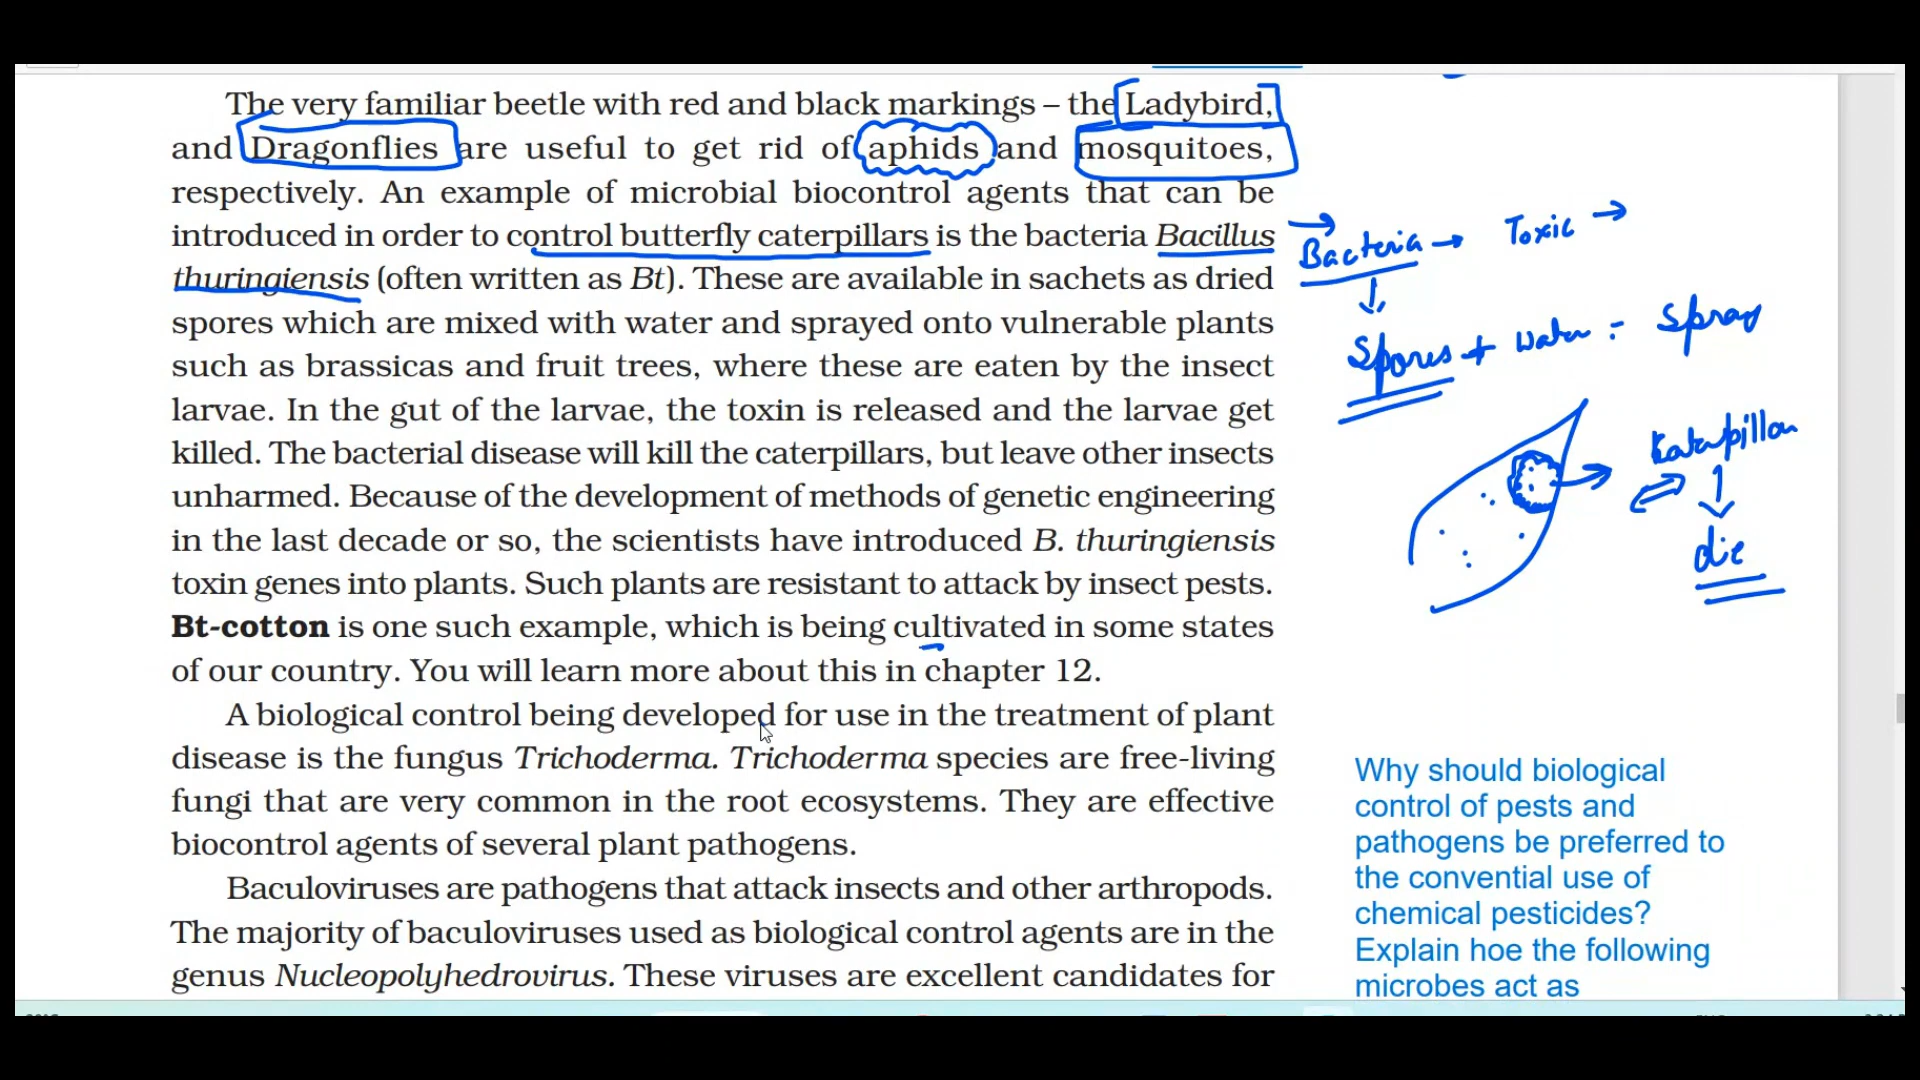 The very familiar beetle with red and black markings – the Ladybird,
and Dragonflies are useful to get rid of aphids and mosquitoes,
respectively. An example of microbial biocontrol agents that can be
introduced in order to control butterfly caterpillars is the bacteria Bacillus
thuringiensis (often written as Bt). These are available in sachets as dried
spores which are mixed with water and sprayed onto vulnerable plants
such as brassicas and fruit trees, where these are eaten by the insect
larvae. In the gut of the larvae, the toxin is released and the larvae get
killed. The bacterial disease will kill the caterpillars, but leave other insects
unharmed. Because of the development of methods of genetic engineering
in the last decade or so, the scientists have introduced B. thuringiensis
toxin genes into plants. Such plants are resistant to attack by insect pests.
Bt-cotton is one such example, which is being cultivated in some states
of our country. You will learn more about this in chapter 12.
A biological control being developed for use in the treatment of plant
disease is the fungus Trichoderma. Trichoderma species are free-living
fungi that are very common in the root ecosystems. They are effective
biocontrol agents of several plant pathogens.
Baculoviruses are pathogens that attack insects and other arthropods.
The majority of baculoviruses used as biological control agents are in the
genus Nucleopolyhedrovirus. These viruses are excellent candidates for
→ Bacteria → Toxic →
↓
Spores + Water = Spray
→
↓
die
Why should biological
control of pests and
pathogens be preferred to
the convential use of
chemical pesticides?
Explain hoe the following
microbes act as